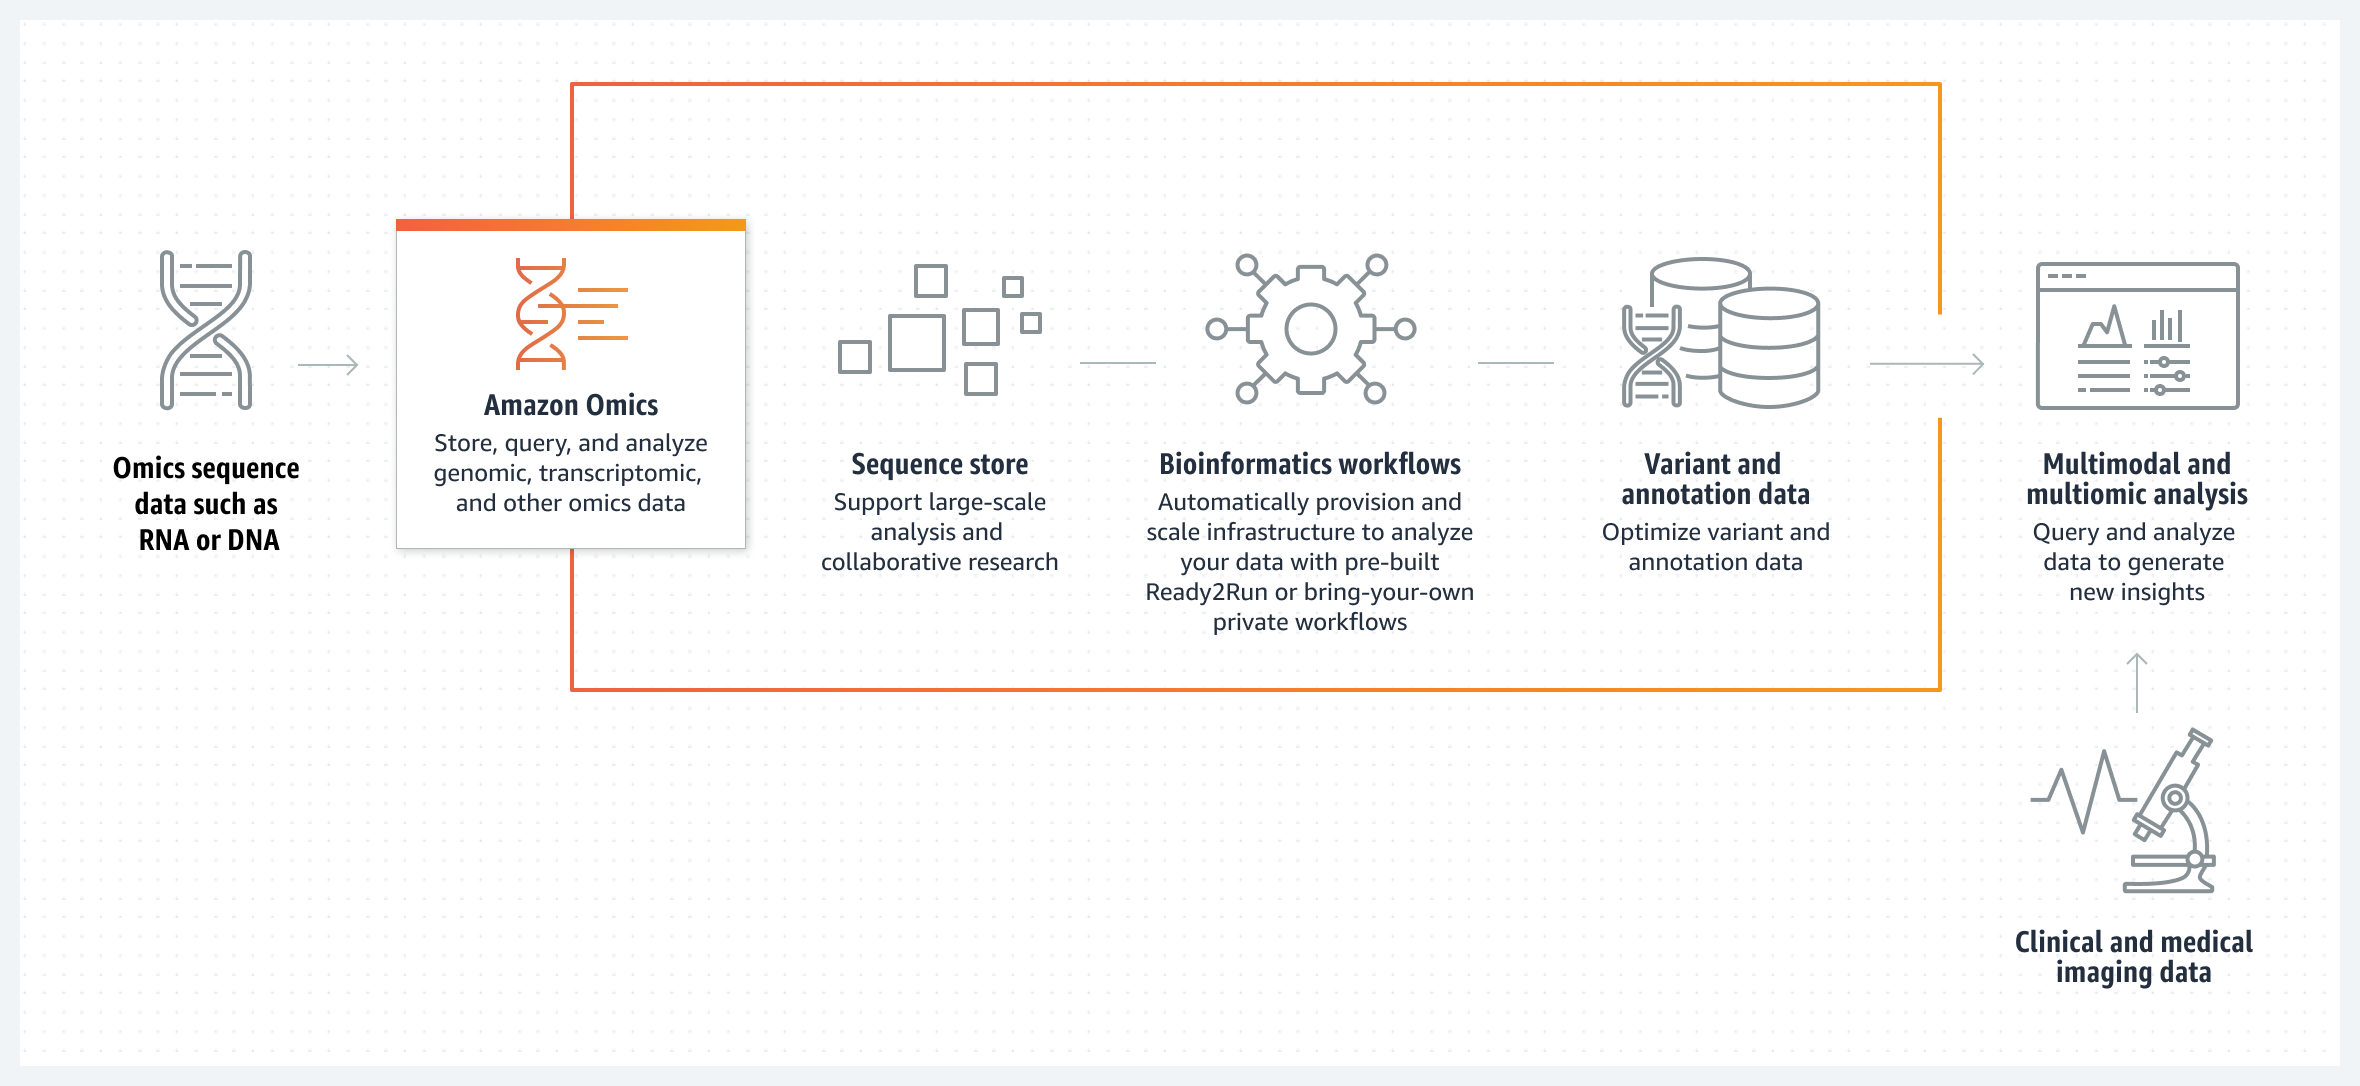 Omics sequence
data such as
RNA or DNA
Amazon Omics
Store, query, and analyze
genomic, transcriptomic,
and other omics data
Sequence store
Support large-scale
analysis and
collaborative research
Bioinformatics workflows
Automatically provision and
scale infrastructure to analyze
your data with pre-built
Ready2Run or bring-your-own
private workflows
Variant and
annotation data
Optimize variant and
annotation data
Multimodal and
multiomic analysis
Query and analyze
data to generate
new insights
Clinical and medical
imaging data